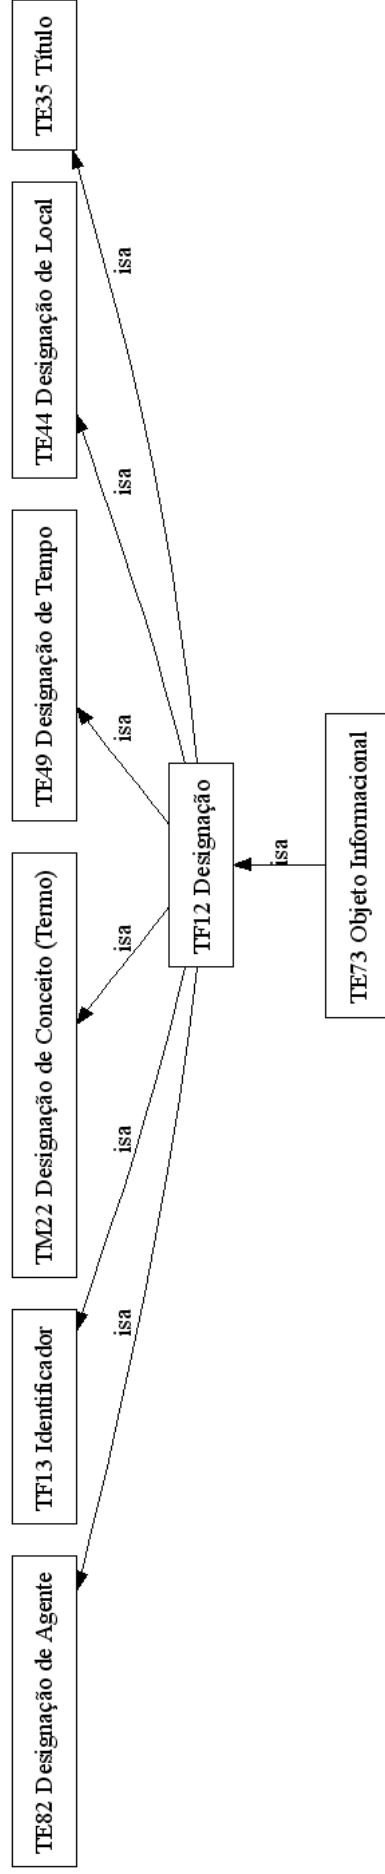 TE73 Objeto Informacional
isa
TF12 Designação
isa
isa
isa
isa
isa
isa
TE82 Designação de Agente
TF13 Identificador
TM22 Designação de Conceito (Termo)
TE49 Designação de Tempo
TE44 Designação de Local
TE35 Título